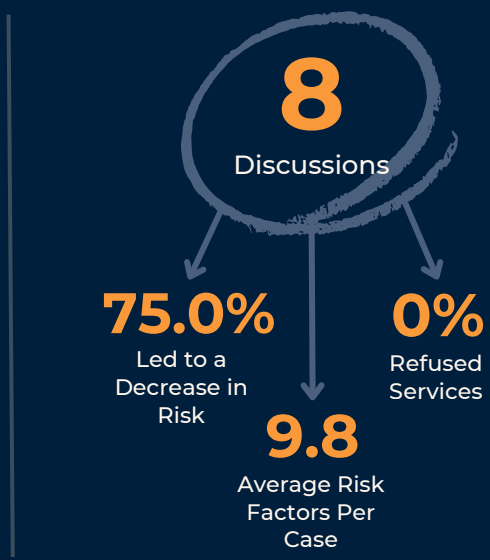 8
Discussions
75.0%
Led to a
Decrease in
Risk
0%
Refused
Services
9.8
Average Risk
Factors Per
Case